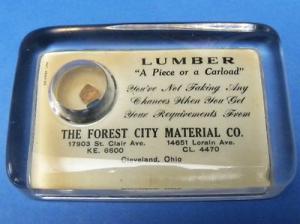 LUMBER
"A Piece or a Carload"
You're Not Taking Any
Chances When You Get
Your Requirements From
THE FOREST CITY MATERIAL CO.
17903 St. Clair Ave. 14651 Lorain Ave.
KE. 6600 CL. 4470
Cleveland, Ohio